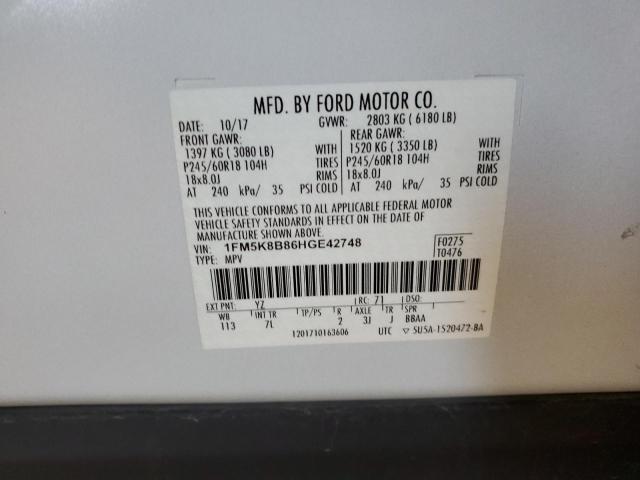 MFD. BY FORD MOTOR CO.
DATE: 10/17 GVWR: 2803 KG ( 6180 LB)
FRONT GAWR: REAR GAWR:
1397 KG ( 3080 LB) WITH 1520 KG ( 3350 LB) WITH
P245/60R18 104H TIRES P245/60R18 104H TIRES
18x8.0J RIMS 18x8.0J RIMS
AT 240 kPa/ 35 PSI COLD AT 240 kPa/ 35 PSI COLD
THIS VEHICLE CONFORMS TO ALL APPLICABLE FEDERAL MOTOR
VEHICLE SAFETY STANDARDS IN EFFECT ON THE DATE OF
MANUFACTURE SHOWN ABOVE.
VIN: 1FM5K8B86HGE42748 F0275
TYPE: MPV T0476
EXT PNT: YZ RC: 71 DSO:
WB INT TR TP/PS R AXLE TR SPR
113 7L 2 3J J BBAA
1201710163606 UTC ▽ 5U5A-1520472-BA